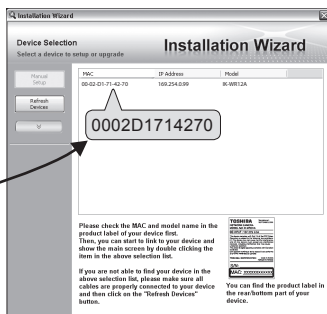 Installation Wizard
Device Selection
Select a device to setup or upgrade
Installation Wizard
Manual
Setup
Refresh
Devices
MAC IP Address Model
00-02-D1-71-42-70 169.254.0.99 IK-WR12A
0002D1714270
Please check the MAC and model name in the
product label of your device first.
Then, you can start to link to your device and
show the main screen by double clicking the
item in the above selection list.
If you are not able to find your device in the
above selection list, please make sure all
cables are properly connected to your device
and then click on the "Refresh Devices"
button.
TOSHIBA
MAC: XXXXXXXXXXXX
You can find the product label in
the rear/bottom part of your
device.